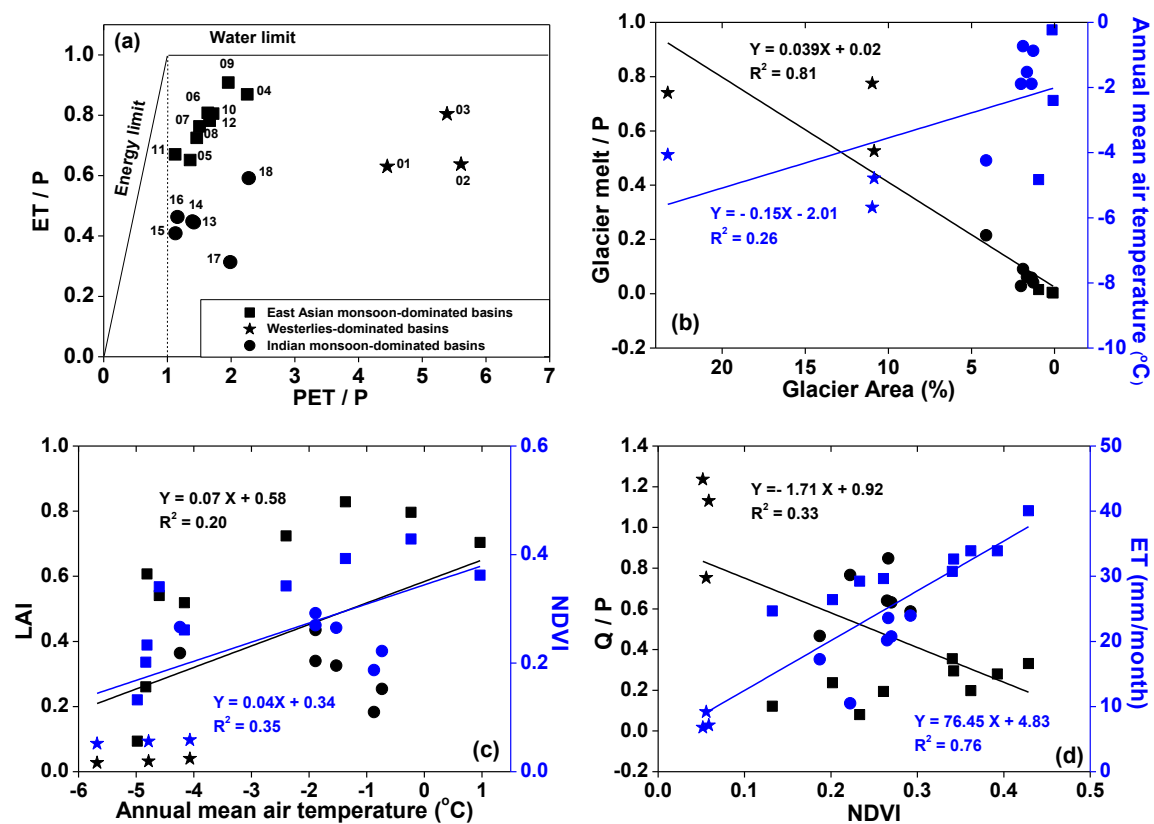 (a)
Water limit
Energy limit
09
04
06
10
07
12
08
11
05
03
01
02
18
16
14
13
15
17
East Asian monsoon-dominated basins
Westerlies-dominated basins
Indian monsoon-dominated basins
1.0
0.8
0.6
0.4
0.2
0.0
ET / P
0 1 2 3 4 5 6 7
PET / P
Y = 0.039X + 0.02
R² = 0.81
Y = - 0.15X - 2.01
R² = 0.26
(b)
1.0
0.8
0.6
0.4
0.2
0.0
-0.2
Glacier melt / P
0
-2
-4
-6
-8
-10
Annual mean air temperature (°C)
20 15 10 5 0
Glacier Area (%)
Y = 0.07 X + 0.58
R² = 0.20
Y = 0.04X + 0.34
R² = 0.35
(c)
1.0
0.8
0.6
0.4
0.2
0.0
LAI
0.6
0.4
0.2
0.0
NDVI
-6 -5 -4 -3 -2 -1 0 1
Annual mean air temperature (°C)
Y =- 1.71 X + 0.92
R² = 0.33
Y = 76.45 X + 4.83
R² = 0.76
(d)
1.4
1.2
1.0
0.8
0.6
0.4
0.2
0.0
-0.2
Q / P
50
40
30
20
10
0
ET (mm/month)
0.0 0.1 0.2 0.3 0.4 0.5
NDVI